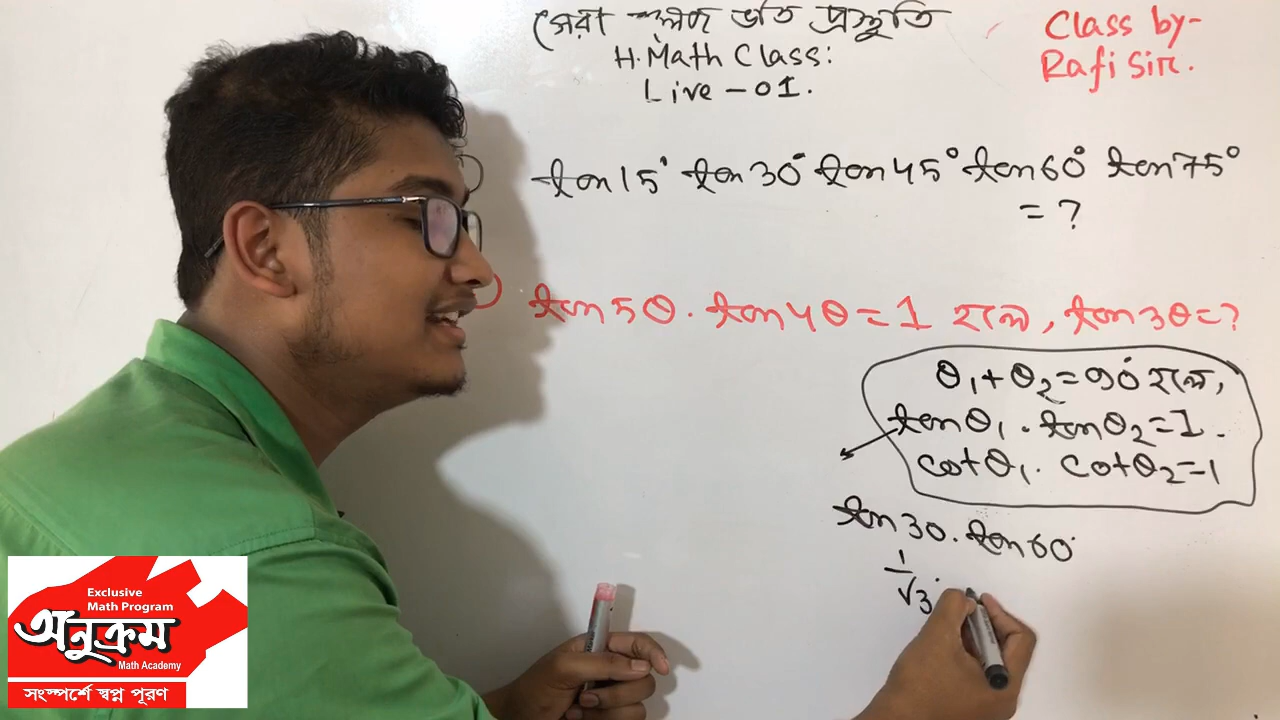 সেরা কলেজ ভর্তি প্রস্তুতি
H. Math Class:
Live - 01.
Class by-
Rafi Sir.
tan15° tan30° tan45° tan60° tan75°
= ?
tan5θ. tan4θ=1 হলে, tan3θ=?
θ₁+θ₂=90° হলে,
tanθ₁. tanθ₂=1.
cotθ₁. cotθ₂=1
tan30. tan60°
1/√3 .
Exclusive
Math Program
অনুক্রম
Math Academy
সংস্পর্শে স্বপ্ন পূরণ